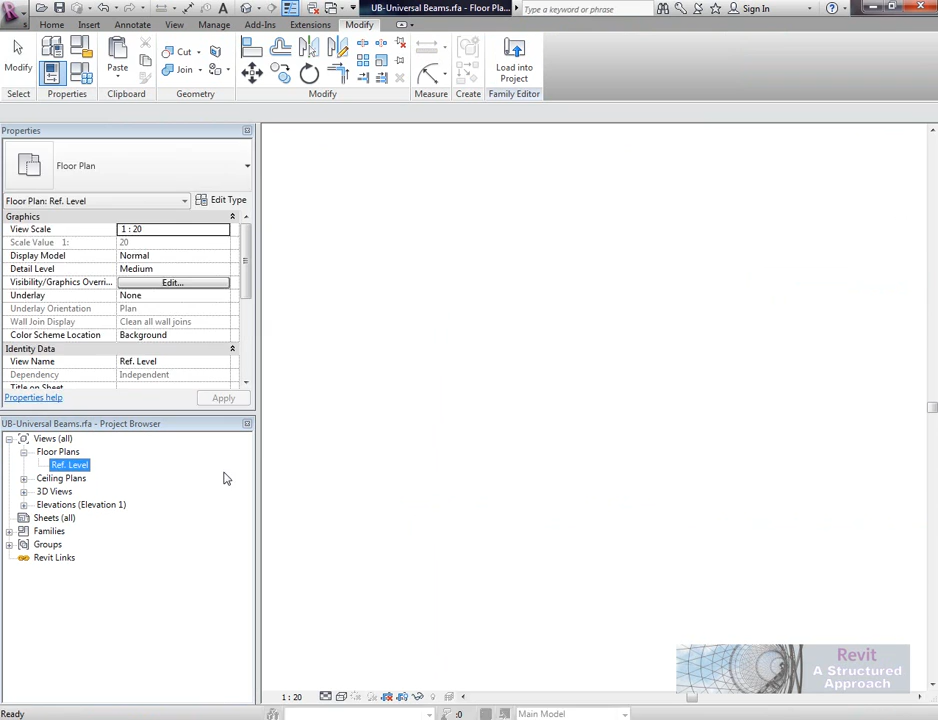 UB-Universal Beams.rfa - Floor Pla...
Type a keyword or phrase
Sign In
Home Insert Annotate View Manage Add-Ins Extensions Modify
Modify
Paste
Cut
Join
Load into
Project
Select Properties Clipboard Geometry Modify Measure Create Family Editor
Properties
Floor Plan
Floor Plan: Ref. Level
Edit Type
Graphics
View Scale 1 : 20
Scale Value 1: 20
Display Model Normal
Detail Level Medium
Visibility/Graphics Overri... Edit...
Underlay None
Underlay Orientation Plan
Wall Join Display Clean all wall joins
Color Scheme Location Background
Identity Data
View Name Ref. Level
Dependency Independent
Title on Sheet
Properties help
Apply
UB-Universal Beams.rfa - Project Browser
Views (all)
Floor Plans
Ref. Level
Ceiling Plans
3D Views
Elevations (Elevation 1)
Sheets (all)
Families
Groups
Revit Links
Revit
A Structured
Approach
1 : 20
Ready
:0
Main Model